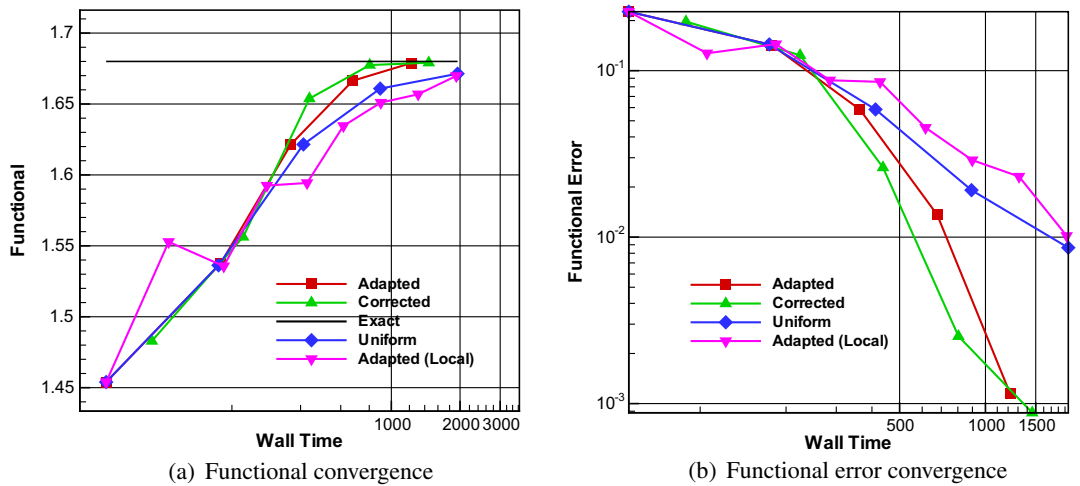 1.7
1.65
1.6
1.55
1.5
1.45
Functional
Adapted
Corrected
Exact
Uniform
Adapted (Local)
1000
2000
3000
Wall Time
(a) Functional convergence
10-1
10-2
10-3
Functional Error
Adapted
Corrected
Uniform
Adapted (Local)
500
1000
1500
Wall Time
(b) Functional error convergence